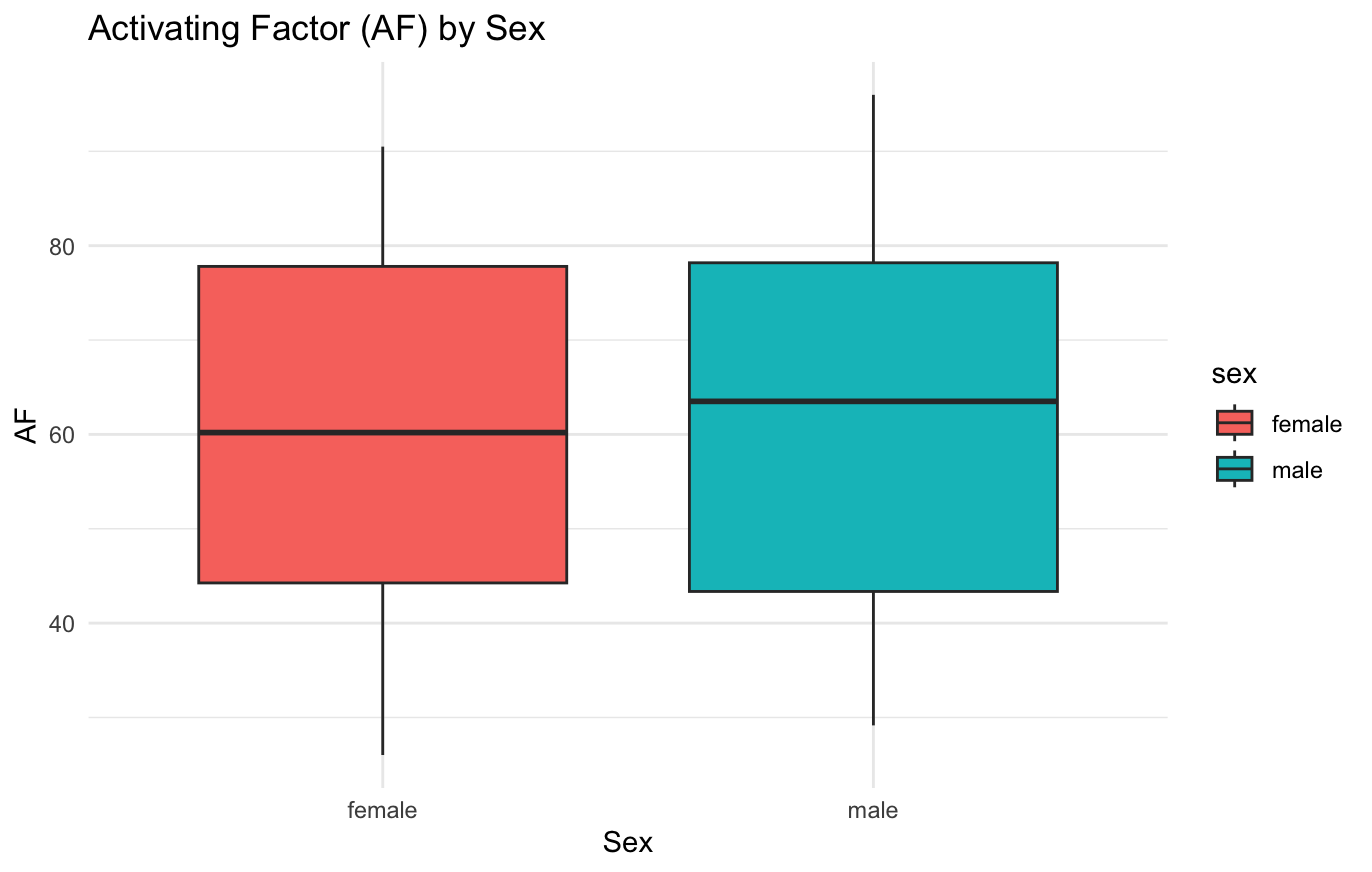 Activating Factor (AF) by Sex
AF
80
60
40
female
male
Sex
sex
female
male